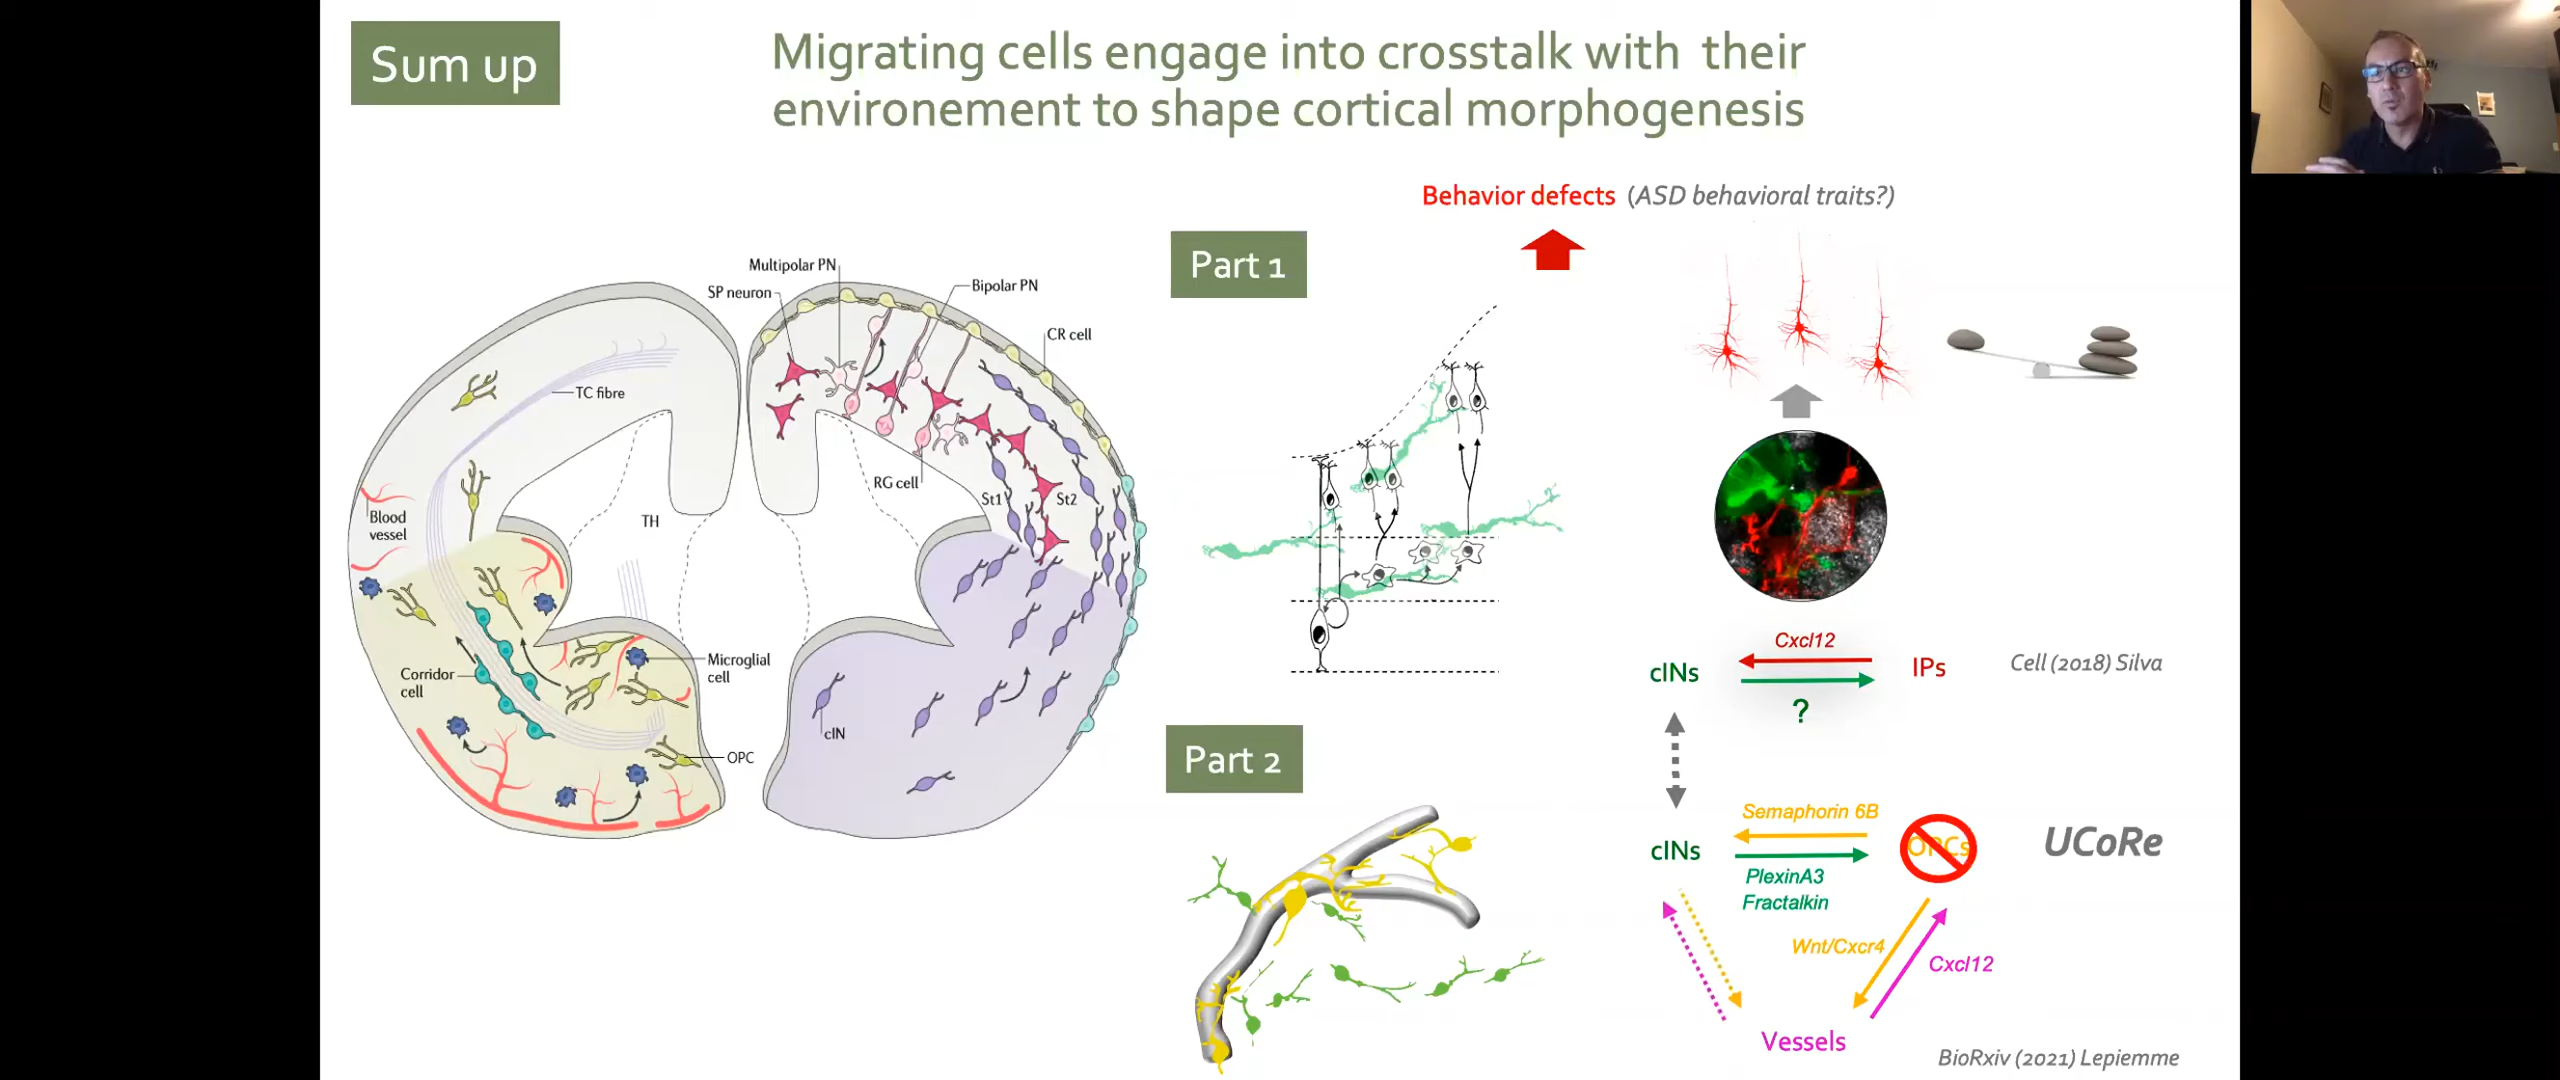 Sum up
Migrating cells engage into crosstalk with their
environement to shape cortical morphogenesis
Behavior defects (ASD behavioral traits?)
Part 1
Multipolar PN
SP neuron
Bipolar PN
CR cell
TC fibre
RG cell
St1
St2
Blood
vessel
TH
Corridor
cell
Microglial
cell
cIN
OPC
Cxcl12
cINs
IPs
?
Cell (2018) Silva
Part 2
Semaphorin 6B
cINs
OPCs
UCoRe
PlexinA3
Fractalkin
Wnt/Cxcr4
Cxcl12
Vessels
BioRxiv (2021) Lepiemme